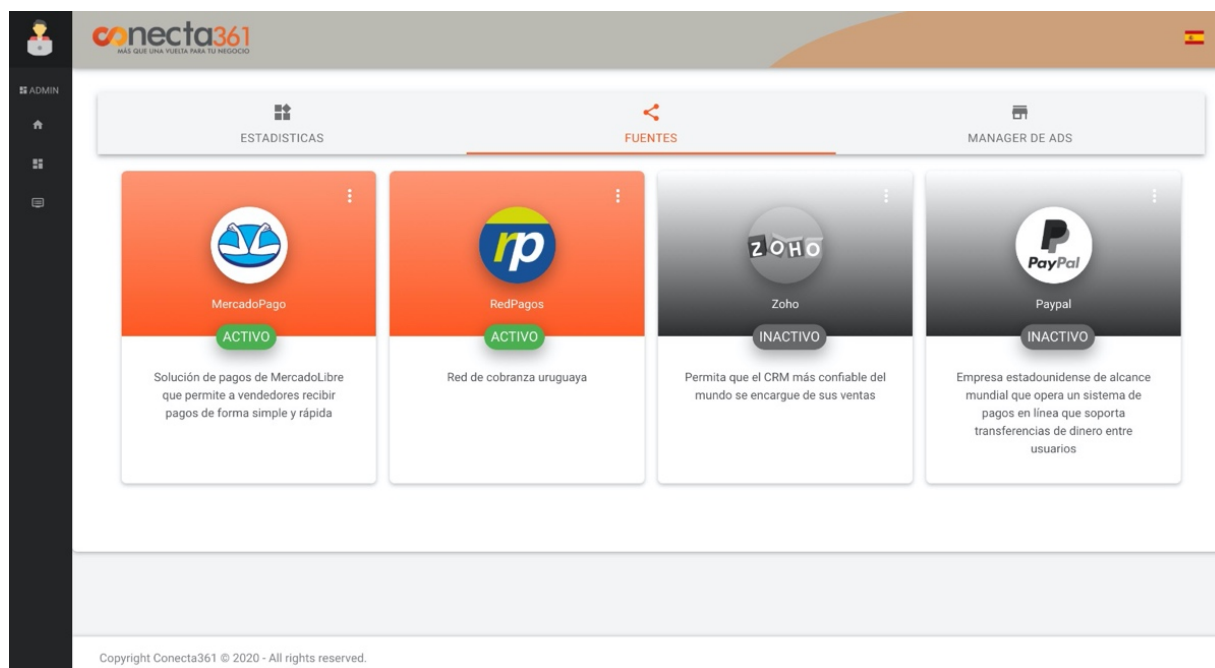 conecta361
MÁS QUE UNA VUELTA PARA TU NEGOCIO
ADMIN
ESTADISTICAS
FUENTES
MANAGER DE ADS
MercadoPago
ACTIVO
Solución de pagos de MercadoLibre
que permite a vendedores recibir
pagos de forma simple y rápida
rp
RedPagos
ACTIVO
Red de cobranza uruguaya
ZOHO
Zoho
INACTIVO
Permita que el CRM más confiable del
mundo se encargue de sus ventas
PayPal
Paypal
INACTIVO
Empresa estadounidense de alcance
mundial que opera un sistema de
pagos en línea que soporta
transferencias de dinero entre
usuarios
Copyright Conecta361 © 2020 - All rights reserved.